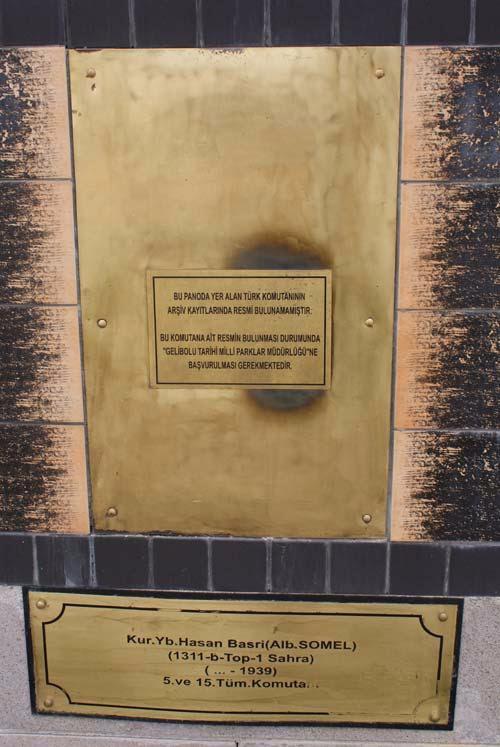 BU PANODA YER ALAN TÜRK KOMUTANININ
ARŞİV KAYITLARINDA RESMİ BULUNAMAMIŞTIR.
BU KOMUTANA AİT RESMİN BULUNMASI DURUMUNDA
"GELİBOLU TARİHİ MİLLİ PARKLAR MÜDÜRLÜĞÜ"NE
BAŞVURULMASI GEREKMEKTEDİR.
Kur.Yb.Hasan Basri(Alb.SOMEL)
(1311-b-Top-1 Sahra)
( ... - 1939)
5.ve 15.Tüm.